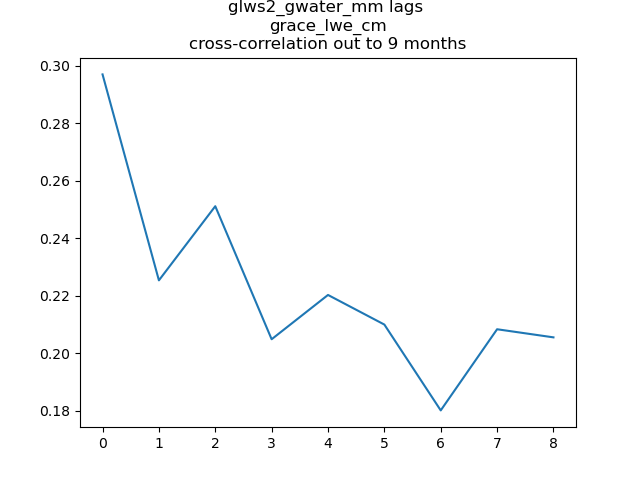 glws2_gwater_mm lags
grace_lwe_cm
cross-correlation out to 9 months
0.30
0.28
0.26
0.24
0.22
0.20
0.18
0 1 2 3 4 5 6 7 8